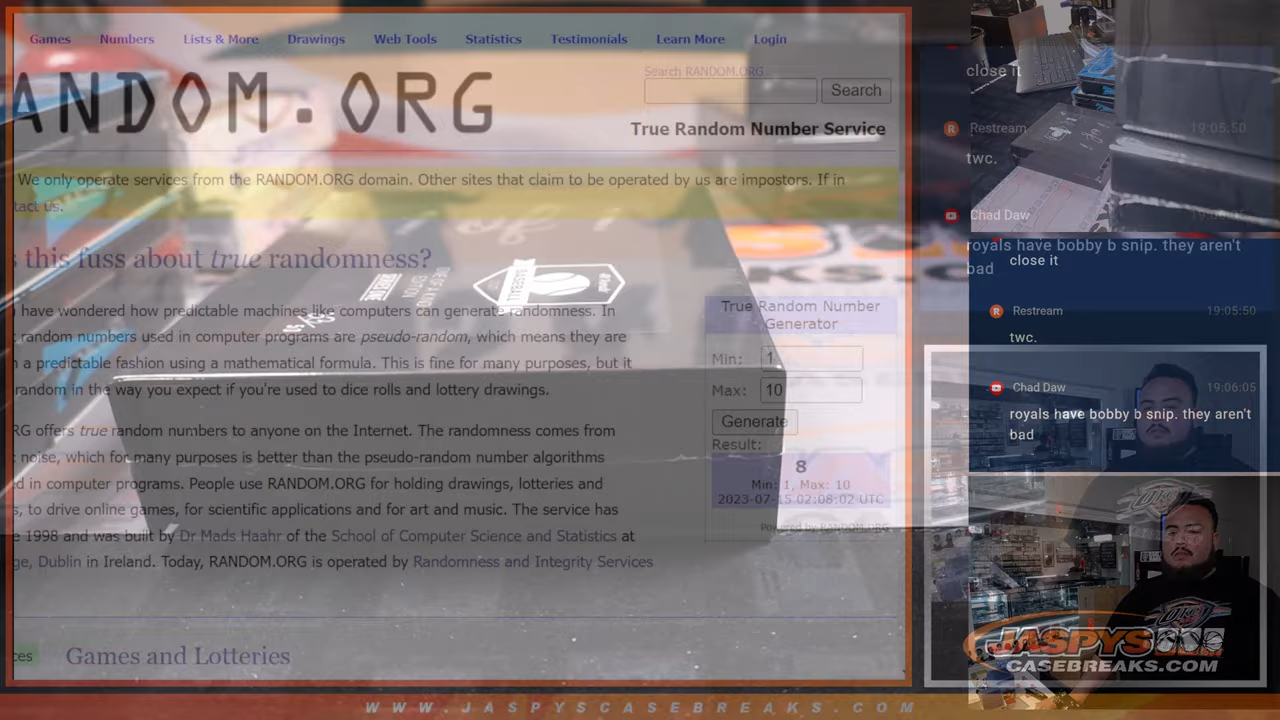 Games Numbers Lists & More Drawings Web Tools Statistics Testimonials Learn More Login
Search RANDOM.ORG
Search
ANDOM.ORG
True Random Number Service
We only operate services from the RANDOM.ORG domain. Other sites that claim to be operated by us are impostors. If in
tact us.
s this fuss about true randomness?
have wondered how predictable machines like computers can generate randomness. In
random numbers used in computer programs are pseudo-random, which means they are
a predictable fashion using a mathematical formula. This is fine for many purposes, but it
random in the way you expect if you're used to dice rolls and lottery drawings.
RG offers true random numbers to anyone on the Internet. The randomness comes from
noise, which for many purposes is better than the pseudo-random number algorithms
d in computer programs. People use RANDOM.ORG for holding drawings, lotteries and
s, to drive online games, for scientific applications and for art and music. The service has
e 1998 and was built by Dr Mads Haahr of the School of Computer Science and Statistics at
ge, Dublin in Ireland. Today, RANDOM.ORG is operated by Randomness and Integrity Services
ces
Games and Lotteries
True Random Number
Generator
Min: 1
Max: 10
Generate
Result:
8
Min: 1, Max: 10
2023-07-15 02:08:02 UTC
Powered by RANDOM.ORG
BASEBALL
close it
Restream 19:05:50
twc.
Chad Daw
royals have bobby b snip. they aren't
bad
close it
Restream 19:05:50
twc.
Chad Daw 19:06:05
royals have bobby b snip. they aren't
bad
JASPYS
CASEBREAKS.COM
WWW.JASPYSCASEBREAKS.COM